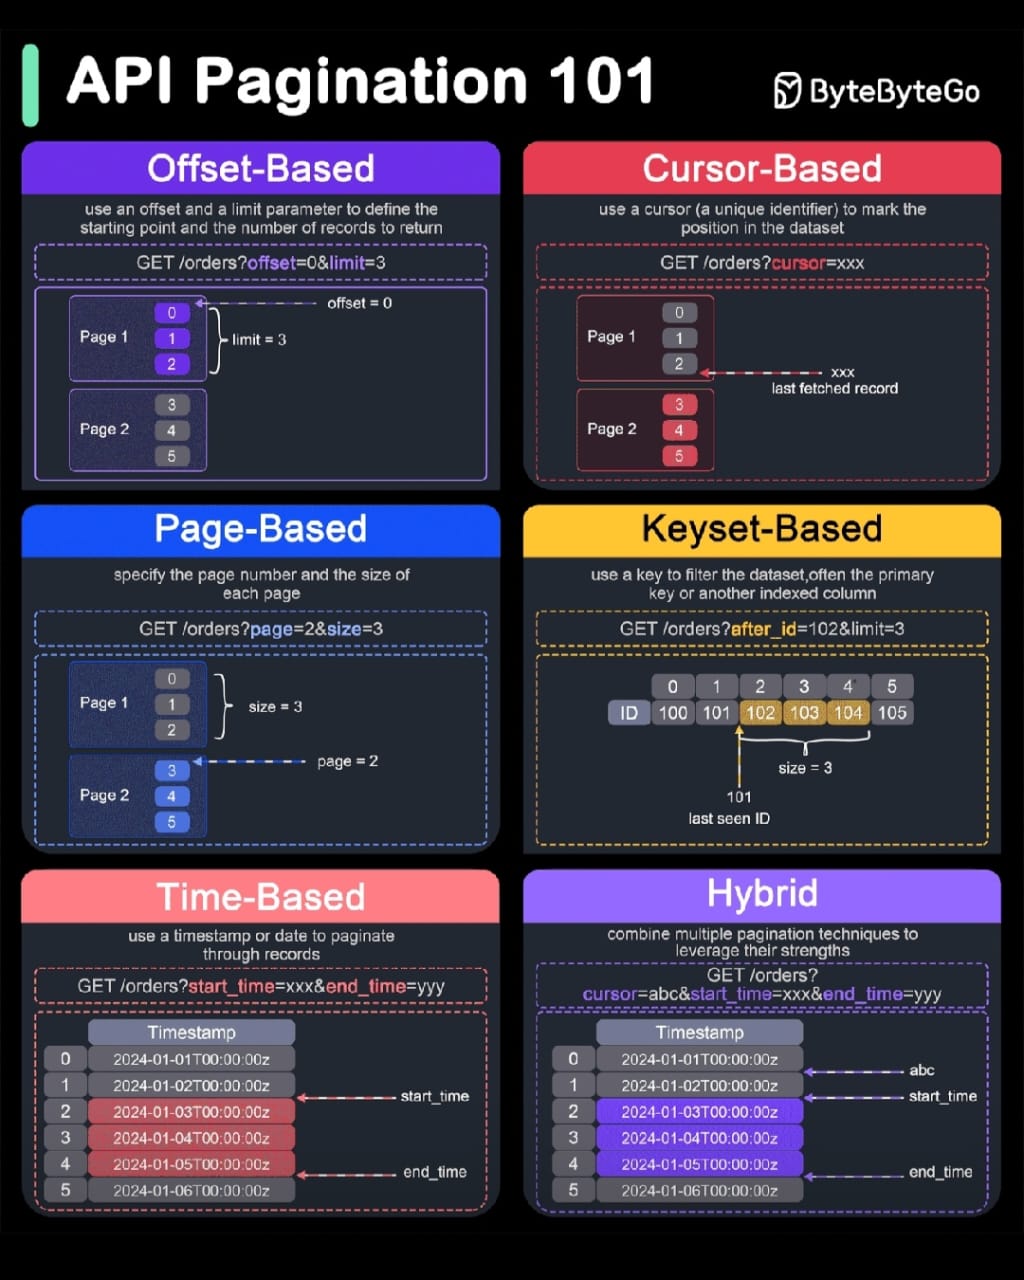 API Pagination 101
ByteByteGo
Offset-Based
use an offset and a limit parameter to define the
starting point and the number of records to return
GET /orders?offset=0&limit=3
Page 1
0
1
2
offset = 0
limit = 3
Page 2
3
4
5
Cursor-Based
use a cursor (a unique identifier) to mark the
position in the dataset
GET /orders?cursor=xxx
Page 1
0
1
2
xxx
last fetched record
Page 2
3
4
5
Page-Based
specify the page number and the size of
each page
GET /orders?page=2&size=3
Page 1
0
1
2
size = 3
page = 2
Page 2
3
4
5
Keyset-Based
use a key to filter the dataset,often the primary
key or another indexed column
GET /orders?after_id=102&limit=3
0 1 2 3 4 5
ID 100 101 102 103 104 105
size = 3
101
last seen ID
Time-Based
use a timestamp or date to paginate
through records
GET /orders?start_time=xxx&end_time=yyy
Timestamp
0 2024-01-01T00:00:00z
1 2024-01-02T00:00:00z
start_time
2 2024-01-03T00:00:00z
3 2024-01-04T00:00:00z
4 2024-01-05T00:00:00z
end_time
5 2024-01-06T00:00:00z
Hybrid
combine multiple pagination techniques to
leverage their strengths
GET /orders?
cursor=abc&start_time=xxx&end_time=yyy
Timestamp
0 2024-01-01T00:00:00z
abc
1 2024-01-02T00:00:00z
start_time
2 2024-01-03T00:00:00z
3 2024-01-04T00:00:00z
4 2024-01-05T00:00:00z
end_time
5 2024-01-06T00:00:00z